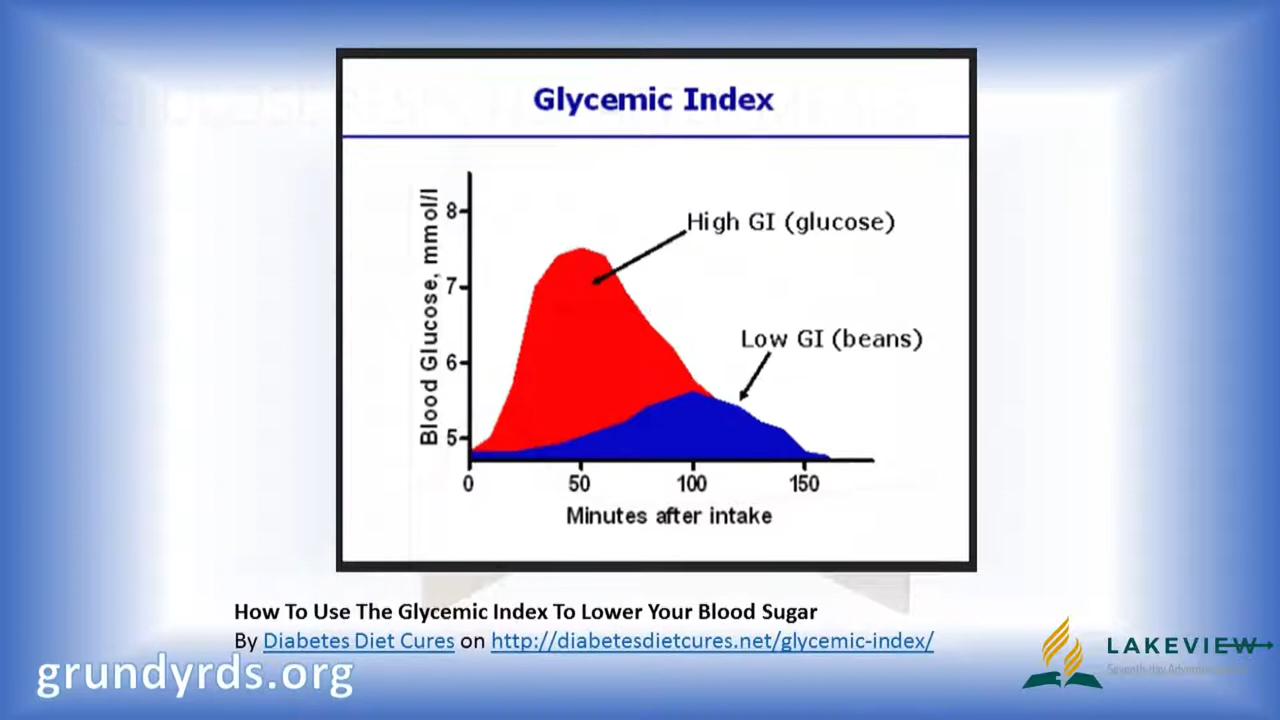 Glycemic Index
Blood Glucose, mmol/l
8
High GI (glucose)
7
Low GI (beans)
6
5
0 50 100 150
Minutes after intake
How To Use The Glycemic Index To Lower Your Blood Sugar
By Diabetes Diet Cures on http://diabetesdietcures.net/glycemic-index/
grundyrds.org
LAKEVIEW
Seventh-day